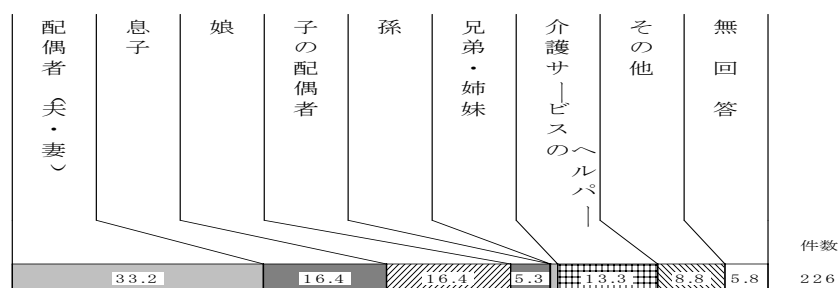 配偶者（夫・妻）
息子
娘
子の配偶者
孫
兄弟・姉妹
介護サービスの
ヘルパー
その他
無回答
件数
33.2 16.4 16.4 5.3 13.3 8.8 5.8 226